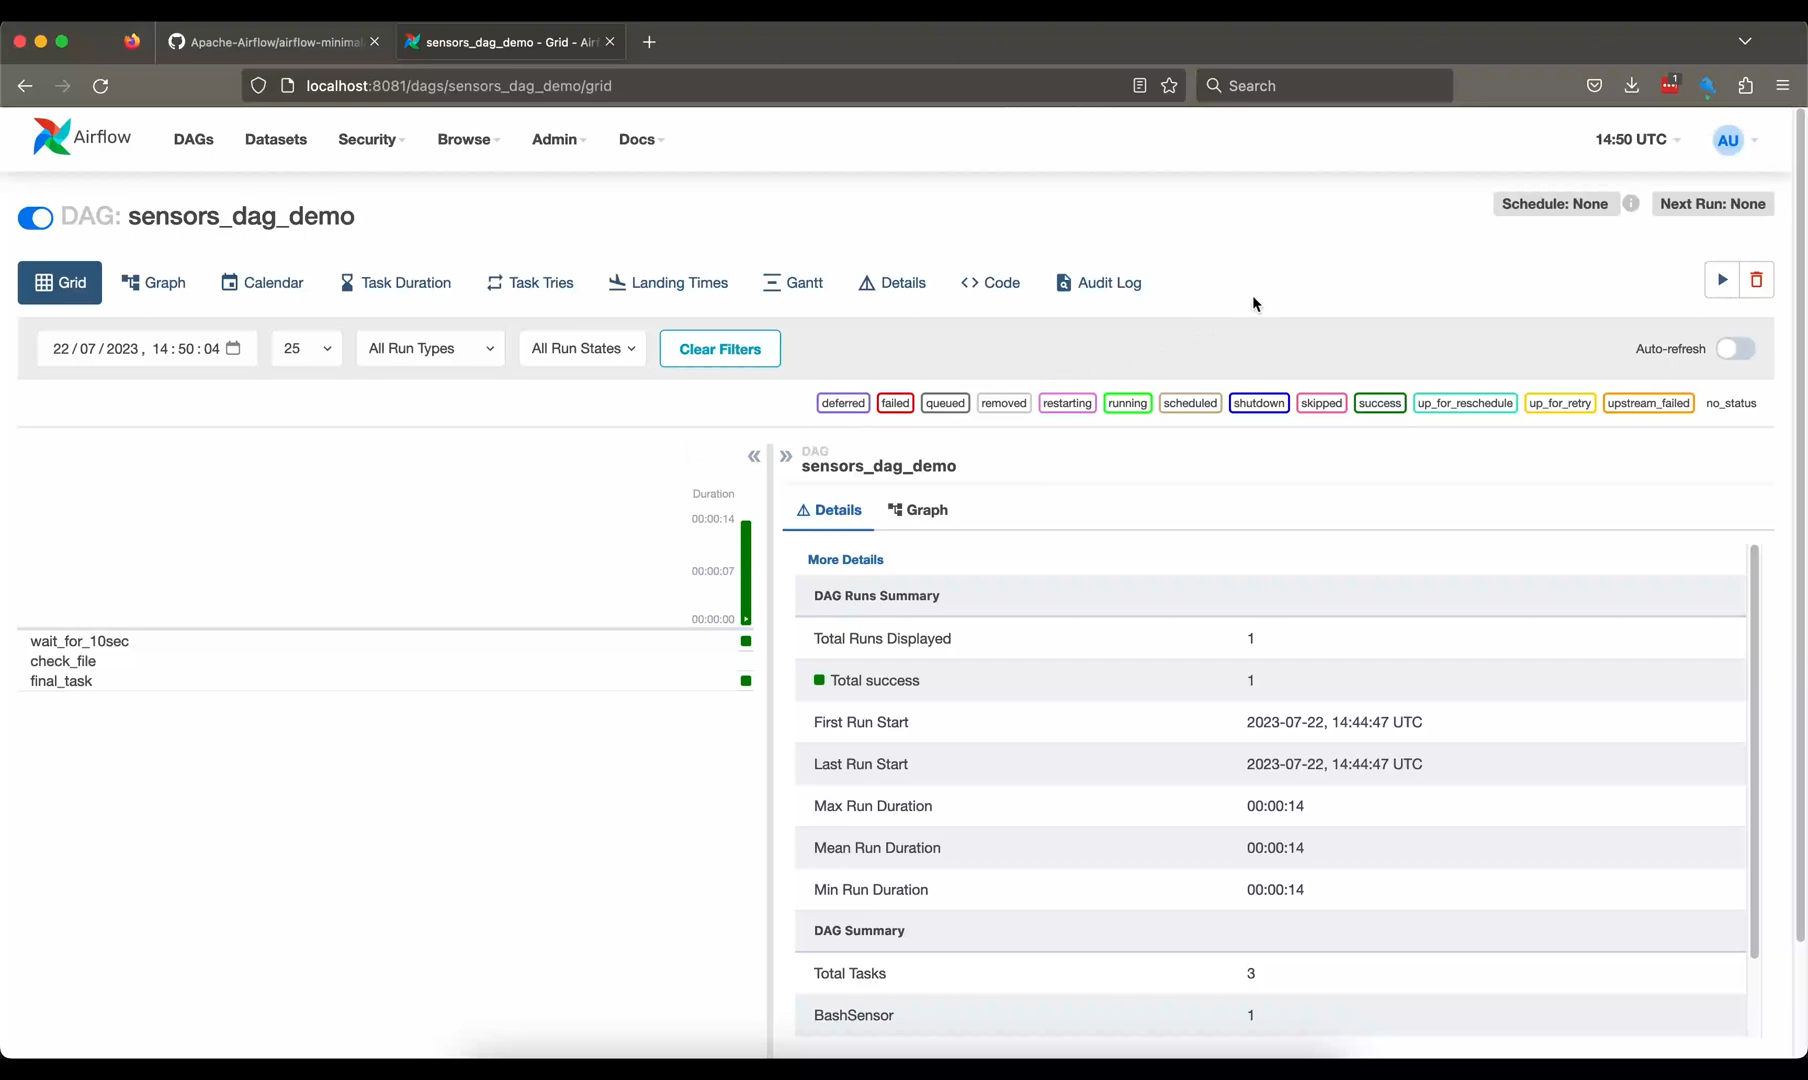 Apache-Airflow/airflow-minimal
sensors_dag_demo - Grid - Airf
localhost:8081/dags/sensors_dag_demo/grid
Search
1
Airflow
DAGs
Datasets
Security
Browse
Admin
Docs
14:50 UTC
AU
DAG: sensors_dag_demo
Schedule: None
Next Run: None
Grid
Graph
Calendar
Task Duration
Task Tries
Landing Times
Gantt
Details
Code
Audit Log
22/07/2023, 14:50:04
25
All Run Types
All Run States
Clear Filters
Auto-refresh
deferred
failed
queued
removed
restarting
running
scheduled
shutdown
skipped
success
up_for_reschedule
up_for_retry
upstream_failed
no_status
Duration
00:00:14
00:00:07
00:00:00
wait_for_10sec
check_file
final_task
DAG
sensors_dag_demo
Details
Graph
More Details
DAG Runs Summary
Total Runs Displayed 1
Total success 1
First Run Start 2023-07-22, 14:44:47 UTC
Last Run Start 2023-07-22, 14:44:47 UTC
Max Run Duration 00:00:14
Mean Run Duration 00:00:14
Min Run Duration 00:00:14
DAG Summary
Total Tasks 3
BashSensor 1